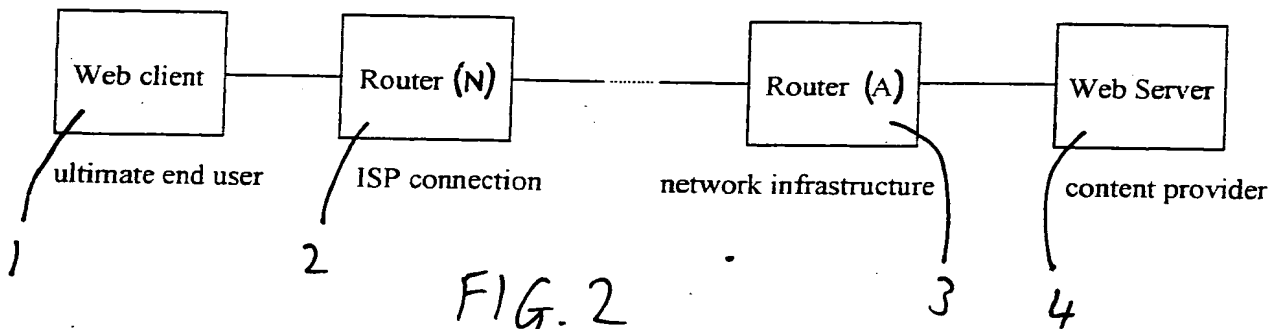 Web client
Router (N)
Router (A)
Web Server
ultimate end user
ISP connection
network infrastructure
content provider
1
2
3
4
FIG. 2